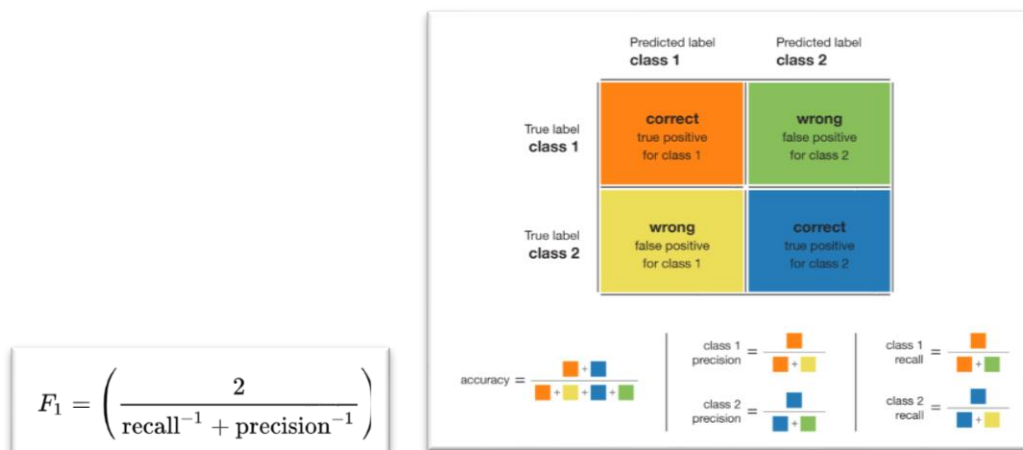 Predicted label
class 1
Predicted label
class 2
True label
class 1
correct
true positive
for class 1
wrong
false positive
for class 2
True label
class 2
wrong
false positive
for class 1
correct
true positive
for class 2
F₁ = ( 2 / recall⁻¹ + precision⁻¹ )
accuracy = + / + + +
class 1
precision = / +
class 2
precision = / +
class 1
recall = / +
class 2
recall = / +